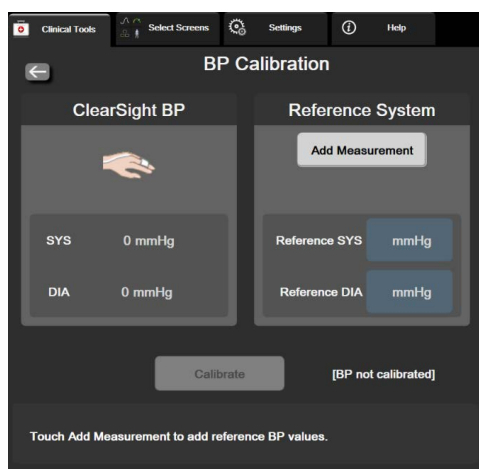 Clinical Tools
Select Screens
Settings
Help
BP Calibration
ClearSight BP
Reference System
Add Measurement
SYS 0 mmHg
Reference SYS mmHg
DIA 0 mmHg
Reference DIA mmHg
Calibrate
[BP not calibrated]
Touch Add Measurement to add reference BP values.